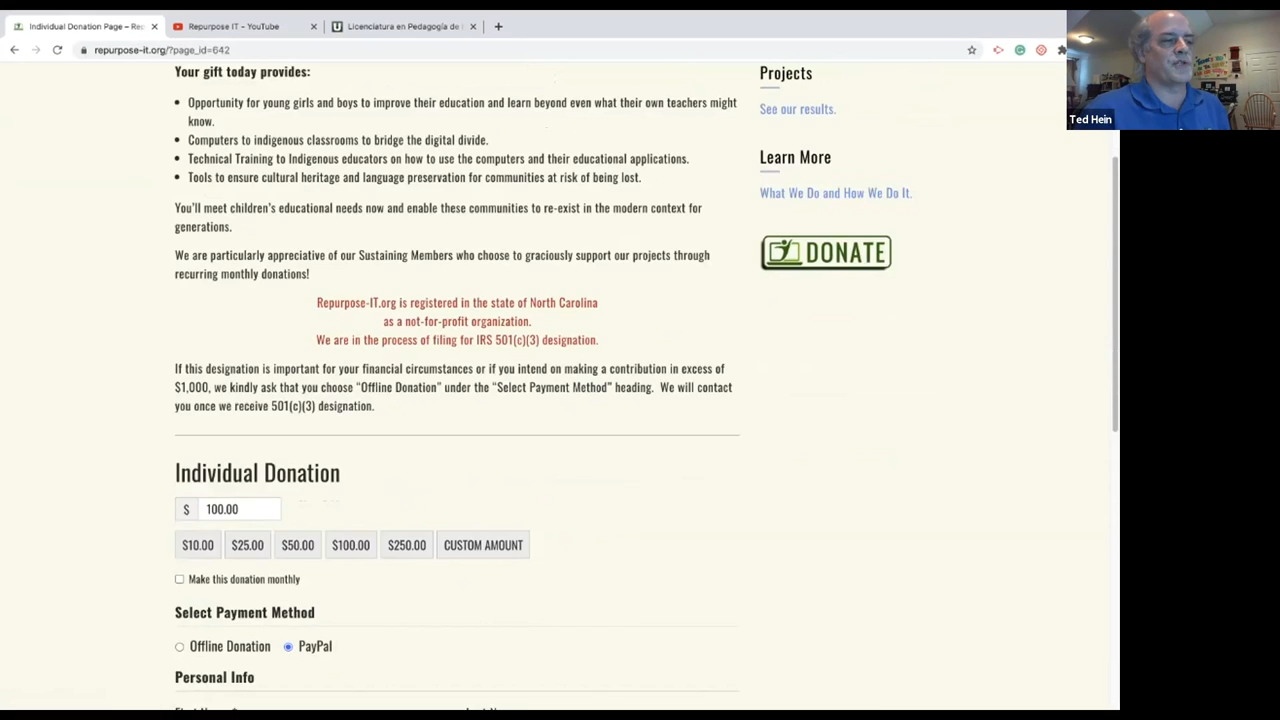 Individual Donation Page – Rep
Repurpose IT – YouTube
Licenciatura en Pedagogía de
repurpose-it.org/?page_id=642
Ted Hein
Your gift today provides:
Opportunity for young girls and boys to improve their education and learn beyond even what their own teachers might
know.
Computers to indigenous classrooms to bridge the digital divide.
Technical Training to Indigenous educators on how to use the computers and their educational applications.
Tools to ensure cultural heritage and language preservation for communities at risk of being lost.
You'll meet children's educational needs now and enable these communities to re-exist in the modern context for
generations.
We are particularly appreciative of our Sustaining Members who choose to graciously support our projects through
recurring monthly donations!
Repurpose-IT.org is registered in the state of North Carolina
as a not-for-profit organization.
We are in the process of filing for IRS 501(c)(3) designation.
If this designation is important for your financial circumstances or if you intend on making a contribution in excess of
$1,000, we kindly ask that you choose “Offline Donation” under the “Select Payment Method” heading. We will contact
you once we receive 501(c)(3) designation.
Projects
See our results.
Learn More
What We Do and How We Do It.
DONATE
Individual Donation
$ 100.00
$10.00 $25.00 $50.00 $100.00 $250.00 CUSTOM AMOUNT
Make this donation monthly
Select Payment Method
Offline Donation PayPal
Personal Info